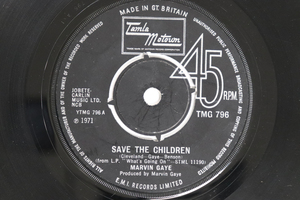 MADE IN GT. BRITAIN
Tamla
Motown
45
RPM
TMG 796
JOBETE-
CARLIN
MUSIC LTD.
NCB
YTMG 796 A
℗ 1971
SAVE THE CHILDREN
(Cleveland - Gaye - Benson)
(from L.P. "What's Going On" - STML 11190)
MARVIN GAYE
Produced by Marvin Gaye
E.M.I. RECORDS LIMITED